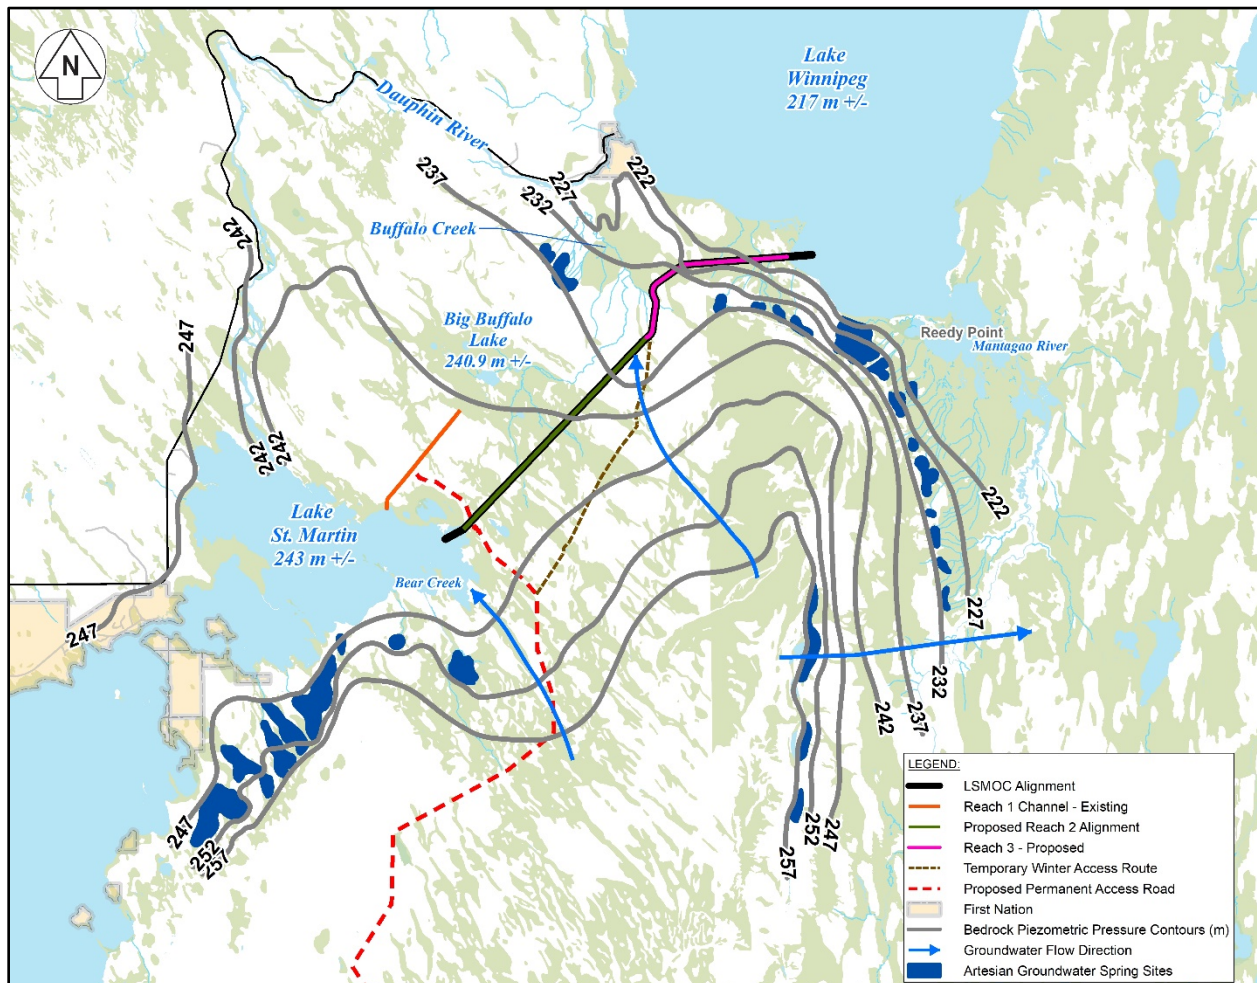 N
Lake
Winnipeg
217 m +/-
Dauphin River
237
232
227
222
242
Buffalo Creek
247
Big Buffalo
Lake
240.9 m +/-
Reedy Point
Mantagao River
242
242
222
Lake
St. Martin
243 m +/-
Bear Creek
227
247
232
242
237
247
252
257
257
252
247
LEGEND:
LSMOC Alignment
Reach 1 Channel - Existing
Proposed Reach 2 Alignment
Reach 3 - Proposed
Temporary Winter Access Route
Proposed Permanent Access Road
First Nation
Bedrock Piezometric Pressure Contours (m)
Groundwater Flow Direction
Artesian Groundwater Spring Sites